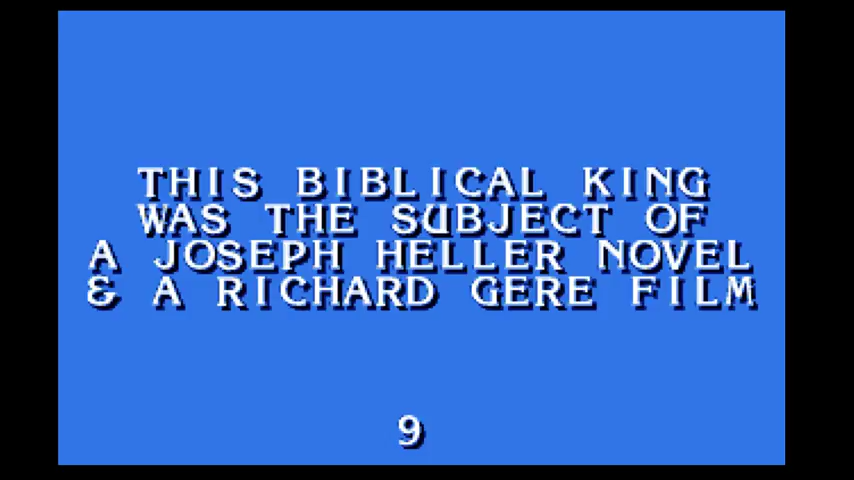 THIS BIBLICAL KING
WAS THE SUBJECT OF
A JOSEPH HELLER NOVEL
& A RICHARD GERE FILM
9